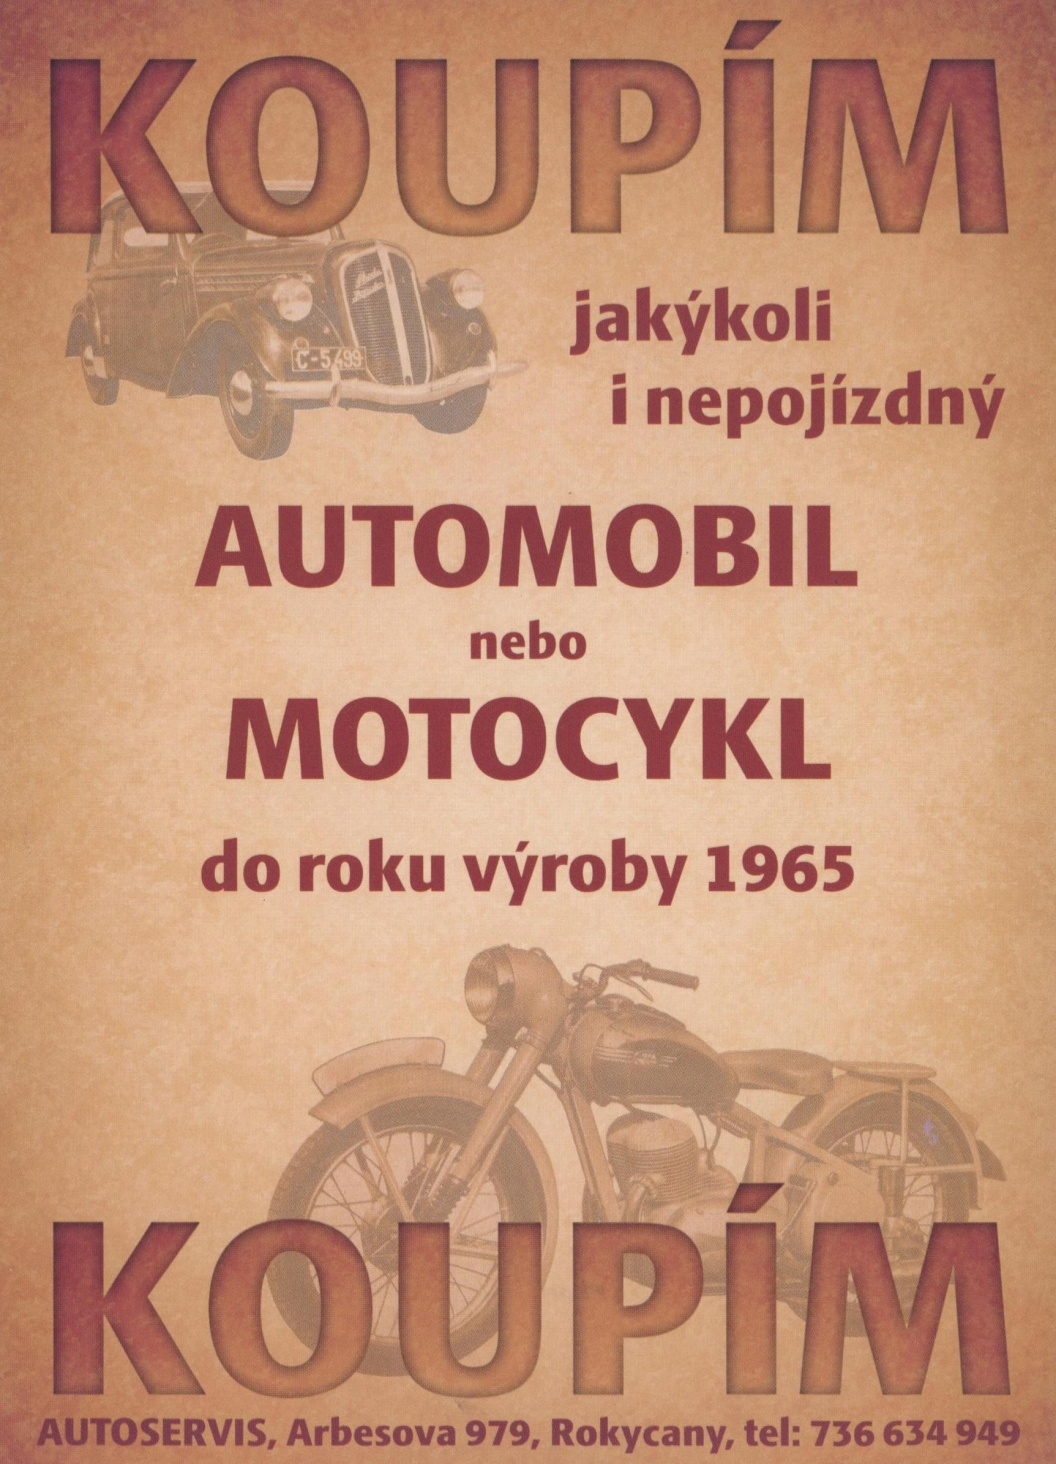 KOUPÍM
jakýkoli
i nepojízdný
C-5499
AUTOMOBIL
nebo
MOTOCYKL
do roku výroby 1965
KOUPÍM
AUTOSERVIS, Arbesova 979, Rokycany, tel: 736 634 949